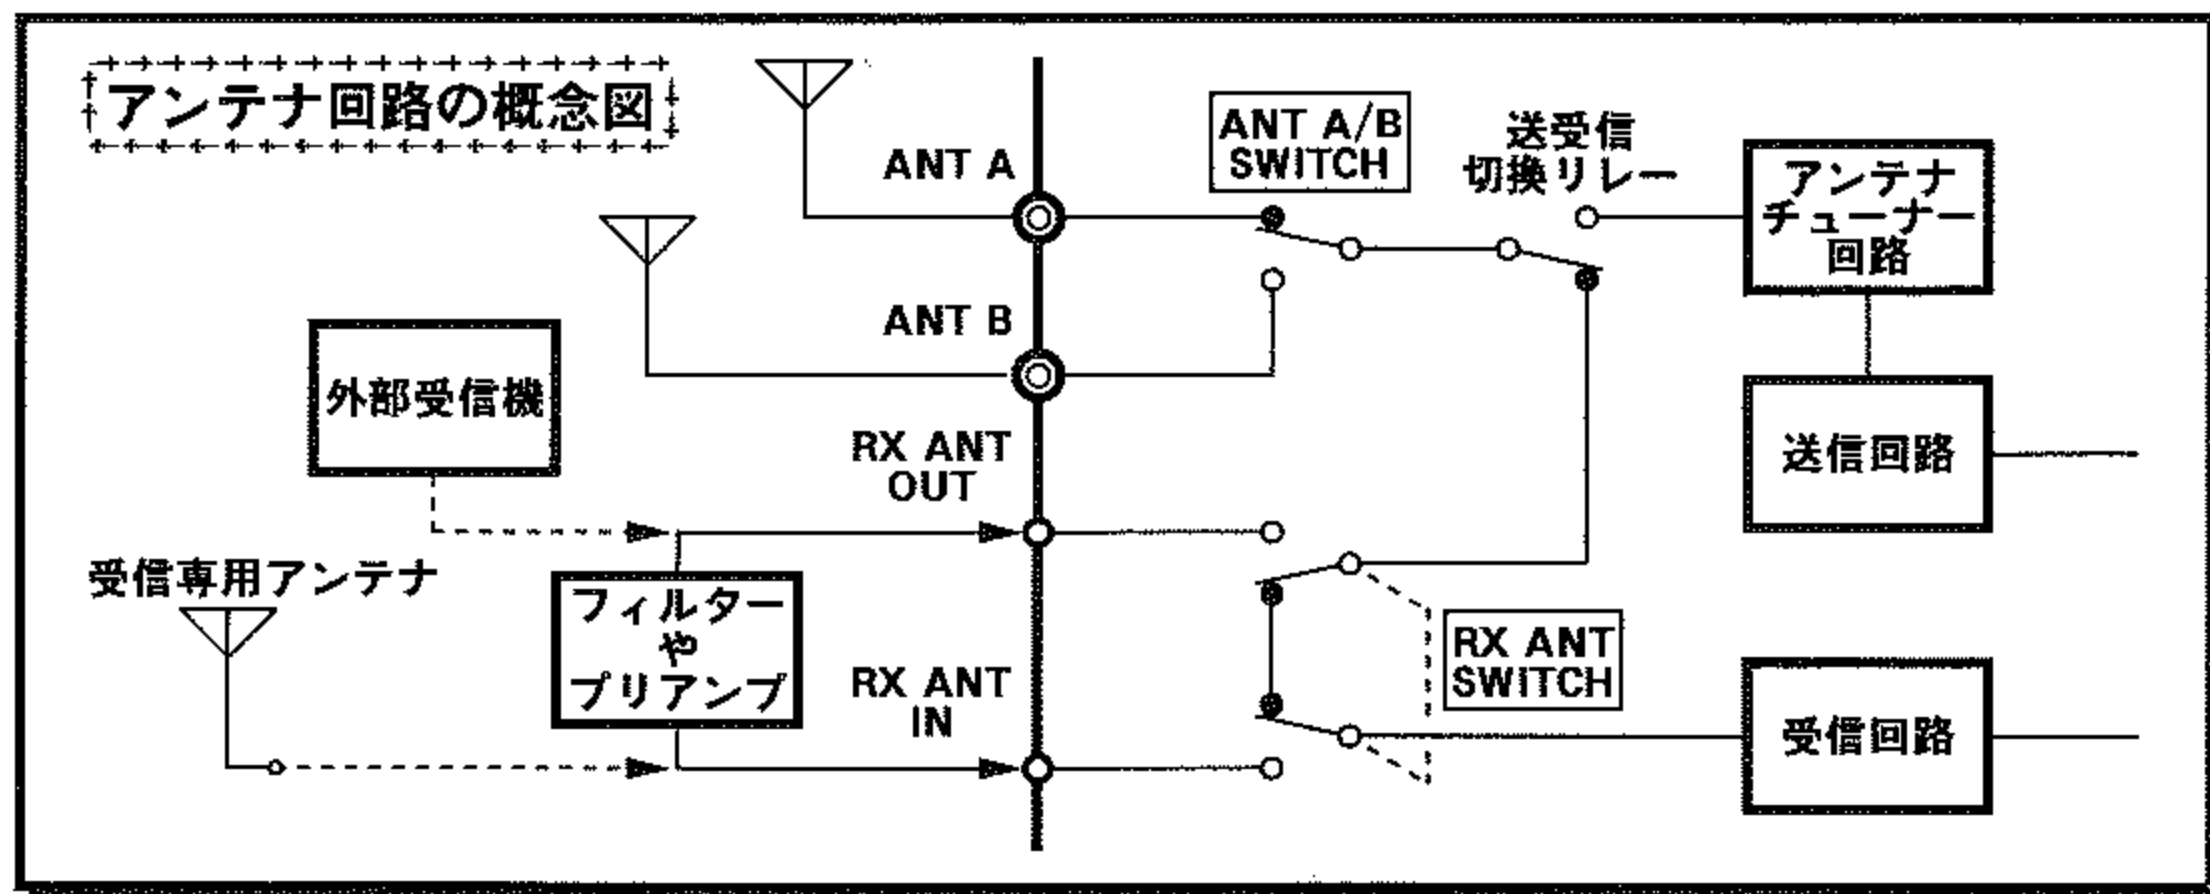 アンテナ回路の概念図
ANT A
ANT A/B
SWITCH
送受信
切換リレー
アンテナ
チューナー
回路
ANT B
外部受信機
RX ANT
OUT
送信回路
受信専用アンテナ
フィルター
や
プリアンプ
RX ANT
IN
RX ANT
SWITCH
受信回路